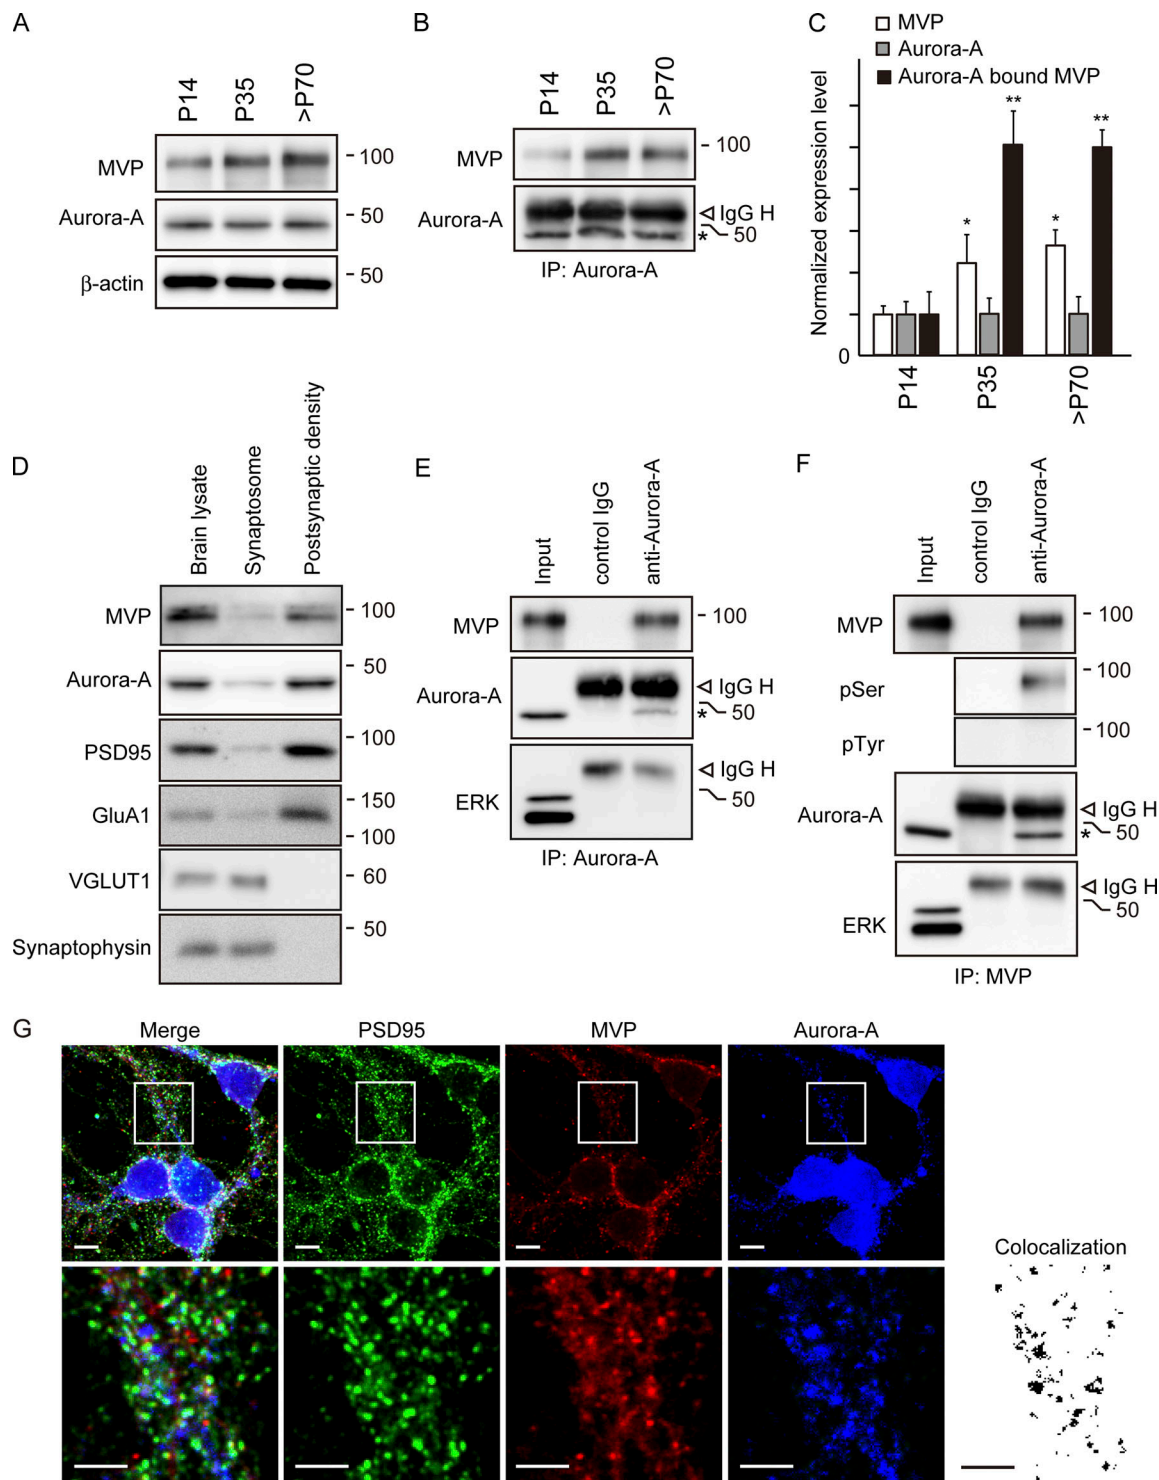 A
P14
P35
>P70
MVP
- 100
Aurora-A
- 50
β-actin
- 50
B
P14
P35
>P70
MVP
- 100
Aurora-A
IgG H
* 50
IP: Aurora-A
C
MVP
Aurora-A
Aurora-A bound MVP
Normalized expression level
** **
* *
0
P14
P35
>P70
D
Brain lysate
Synaptosome
Postsynaptic density
MVP
- 100
Aurora-A
- 50
PSD95
- 100
GluA1
- 150
- 100
VGLUT1
- 60
Synaptophysin
- 50
E
Input
control IgG
anti-Aurora-A
MVP
- 100
Aurora-A
IgG H
* 50
ERK
IgG H
50
IP: Aurora-A
F
Input
control IgG
anti-Aurora-A
MVP
- 100
pSer
- 100
pTyr
- 100
Aurora-A
IgG H
* 50
ERK
IgG H
50
IP: MVP
G
Merge
PSD95
MVP
Aurora-A
Colocalization